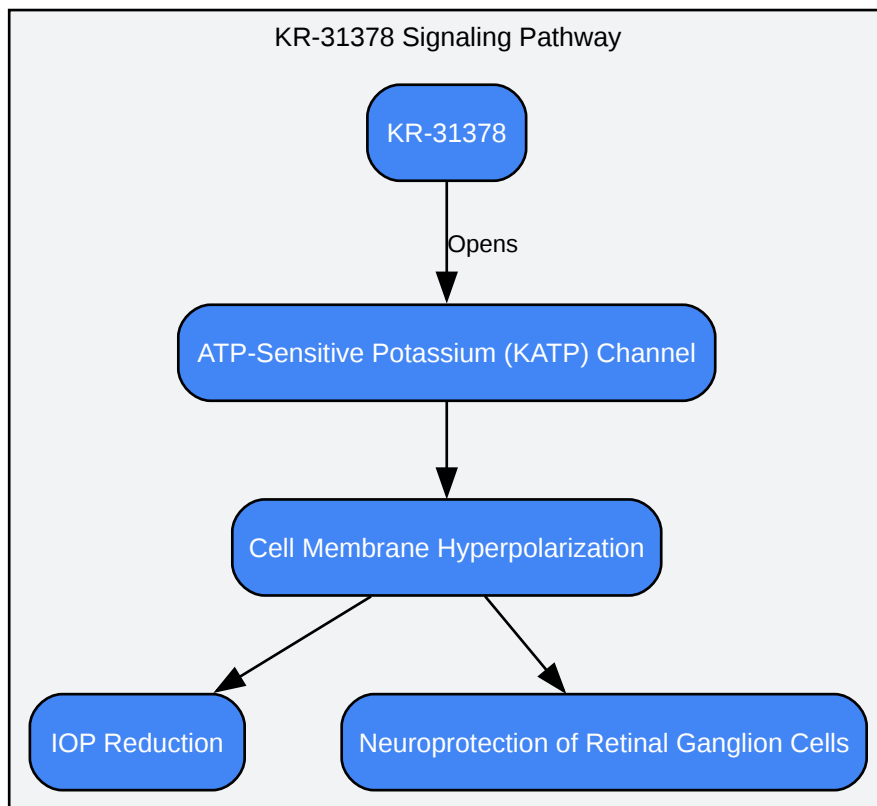 KR-31378 Signaling Pathway
KR-31378
Opens
ATP-Sensitive Potassium (KATP) Channel
Cell Membrane Hyperpolarization
IOP Reduction
Neuroprotection of Retinal Ganglion Cells